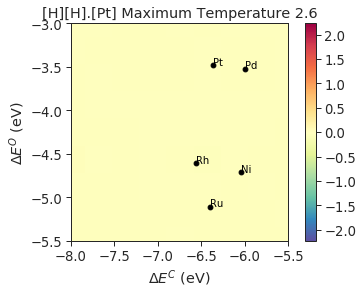 [H][H].[Pt] Maximum Temperature 2.6
−3.0
−3.5
−4.0
−4.5
−5.0
−5.5
ΔE^O (eV)
Pt
Pd
Rh
Ni
Ru
−8.0 −7.5 −7.0 −6.5 −6.0 −5.5
ΔE^C (eV)
2.0
1.5
1.0
0.5
0.0
−0.5
−1.0
−1.5
−2.0